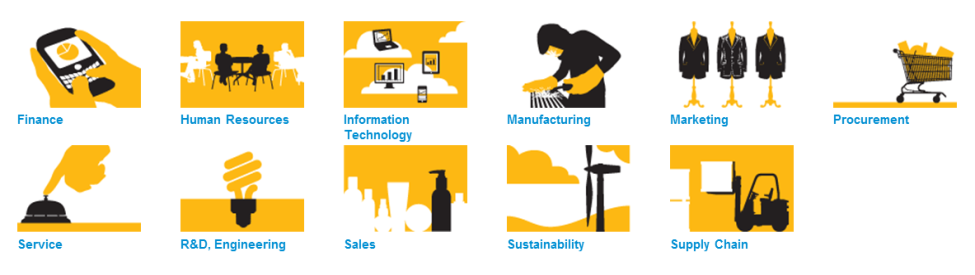 Finance
Human Resources
Information
Technology
Manufacturing
Marketing
Procurement
Service
R&D, Engineering
Sales
Sustainability
Supply Chain